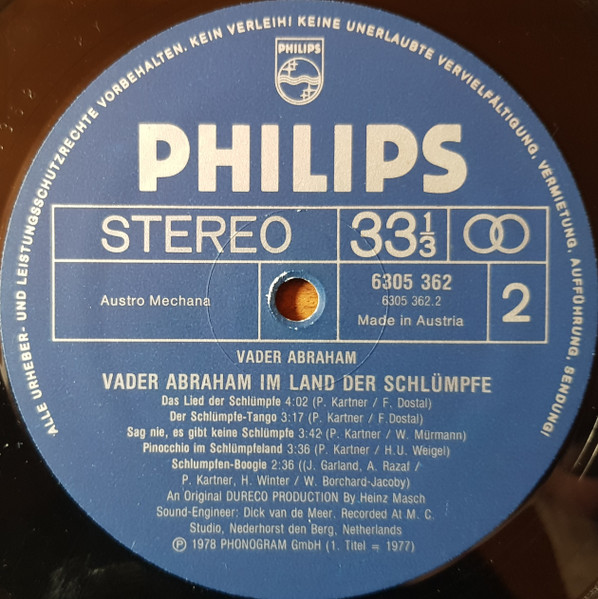 ALLE URHEBER- UND LEISTUNGSSCHUTZRECHTE VORBEHALTEN. KEIN VERLEIH! KEINE UNERLAUBTE VERVIELFÄLTIGUNG, VERMIETUNG, AUFFÜHRUNG, SENDUNG!
PHILIPS
PHILIPS
STEREO 33 1/3
Austro Mechana
6305 362
6305 362.2
Made in Austria
2
VADER ABRAHAM
VADER ABRAHAM IM LAND DER SCHLÜMPFE
Das Lied der Schlümpfe 4:02 (P. Kartner / F. Dostal)
Der Schlümpfe-Tango 3:17 (P. Kartner / F.Dostal)
Sag nie, es gibt keine Schlümpfe 3:42 (P. Kartner / W. Mürmann)
Pinocchio im Schlümpfeland 3:36 (P. Kartner / H.U. Weigel)
Schlumpfen-Boogie 2:36 ((J. Garland, A. Razaf /
P. Kartner, H. Winter / W. Borchard-Jacoby)
An Original DURECO PRODUCTION By Heinz Masch
Sound-Engineer: Dick van de Meer. Recorded At M. C.
Studio, Nederhorst den Berg, Netherlands
Ⓟ 1978 PHONOGRAM GmbH (1. Titel = 1977)